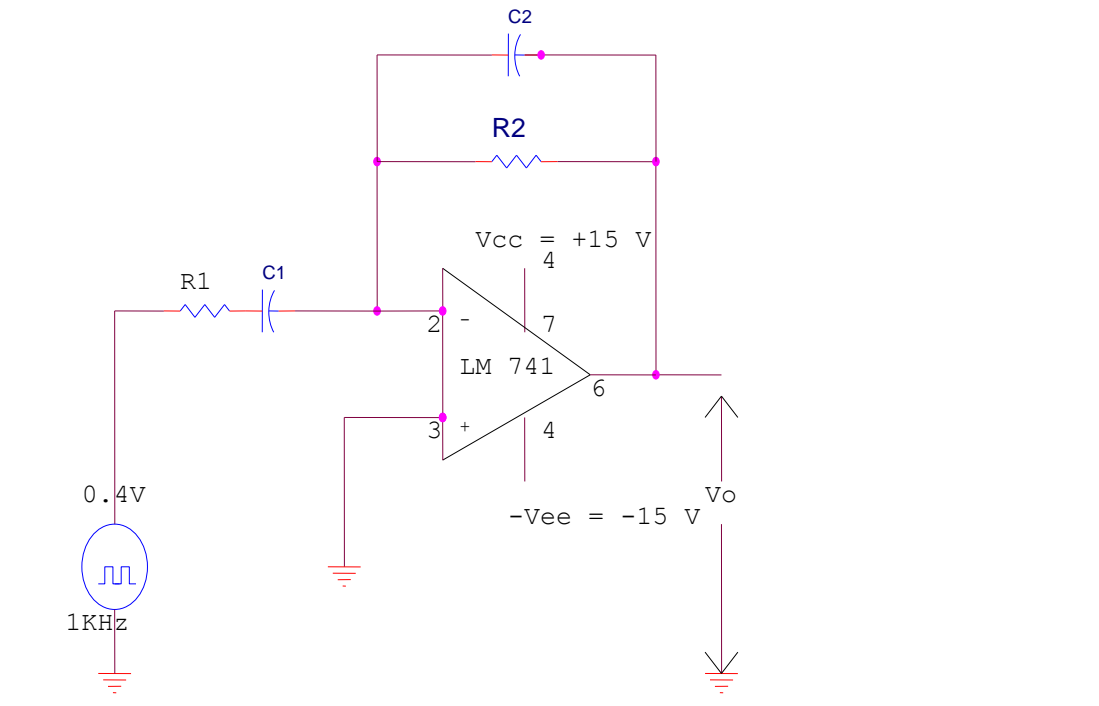 C2
R2
Vcc = +15 V
4
R1
C1
7
2
-
LM 741
6
3
+
4
0.4V
Vo
-Vee = -15 V
1KHz